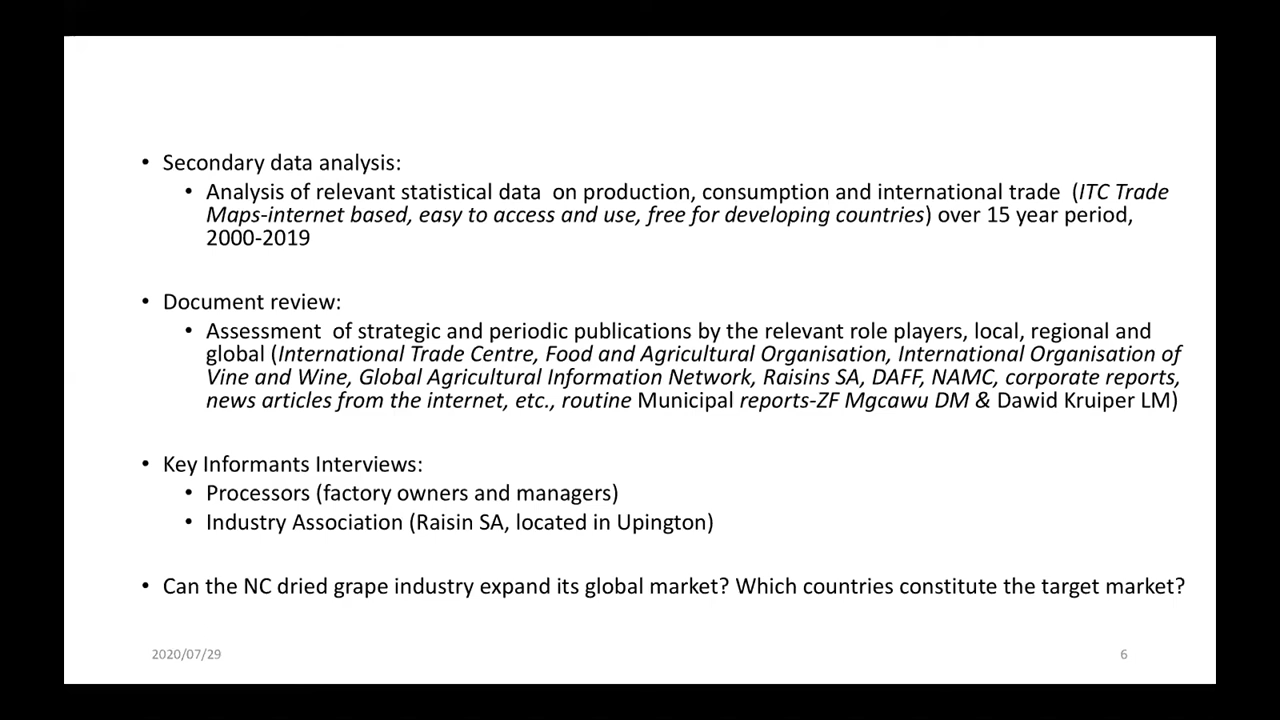 • Secondary data analysis:
• Analysis of relevant statistical data  on production, consumption and international trade  (ITC Trade
Maps-internet based, easy to access and use, free for developing countries) over 15 year period,
2000-2019
• Document review:
• Assessment  of strategic and periodic publications by the relevant role players, local, regional and
global (International Trade Centre, Food and Agricultural Organisation, International Organisation of
Vine and Wine, Global Agricultural Information Network, Raisins SA, DAFF, NAMC, corporate reports,
news articles from the internet, etc., routine Municipal reports-ZF Mgcawu DM & Dawid Kruiper LM)
• Key Informants Interviews:
• Processors (factory owners and managers)
• Industry Association (Raisin SA, located in Upington)
• Can the NC dried grape industry expand its global market? Which countries constitute the target market?
2020/07/29
6